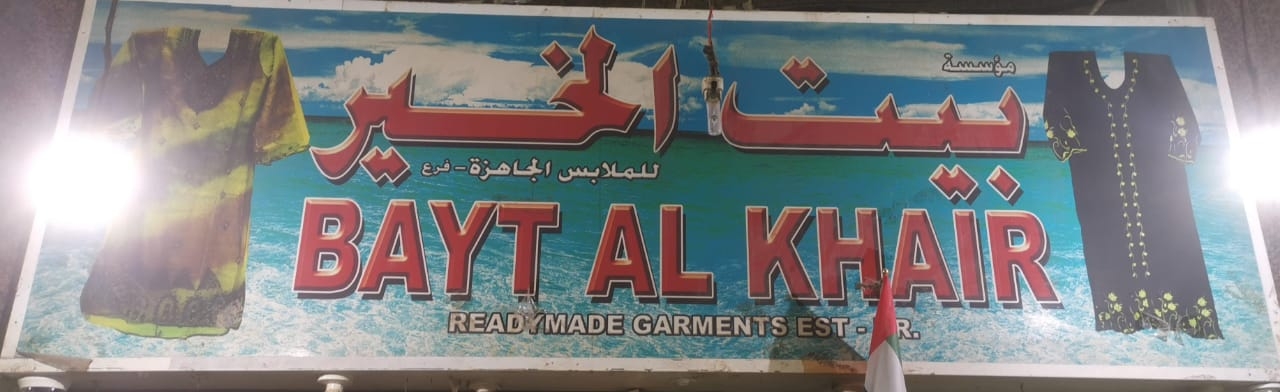 مؤسسة
بيت الخير
للملابس الجاهزة - فرع
BAYT AL KHAIR
READYMADE GARMENTS EST -